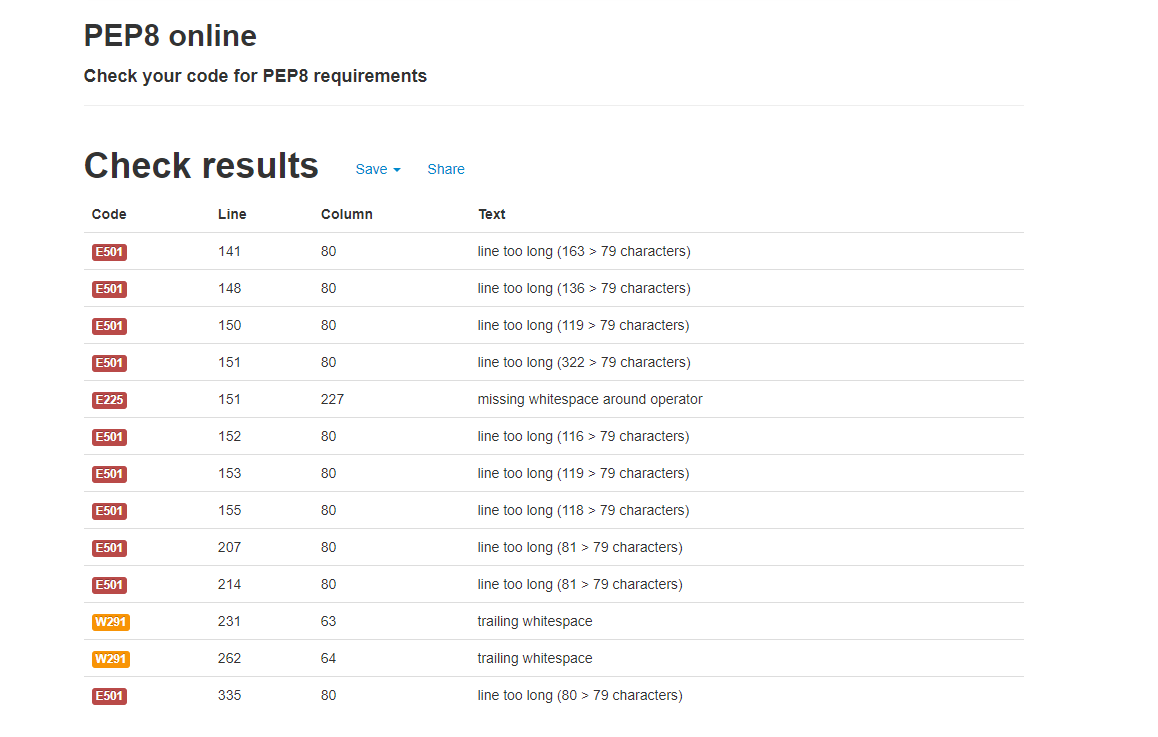 PEP8 online
Check your code for PEP8 requirements
Check results Save Share
Code Line Column Text
E501 141 80 line too long (163 > 79 characters)
E501 148 80 line too long (136 > 79 characters)
E501 150 80 line too long (119 > 79 characters)
E501 151 80 line too long (322 > 79 characters)
E225 151 227 missing whitespace around operator
E501 152 80 line too long (116 > 79 characters)
E501 153 80 line too long (119 > 79 characters)
E501 155 80 line too long (118 > 79 characters)
E501 207 80 line too long (81 > 79 characters)
E501 214 80 line too long (81 > 79 characters)
W291 231 63 trailing whitespace
W291 262 64 trailing whitespace
E501 335 80 line too long (80 > 79 characters)